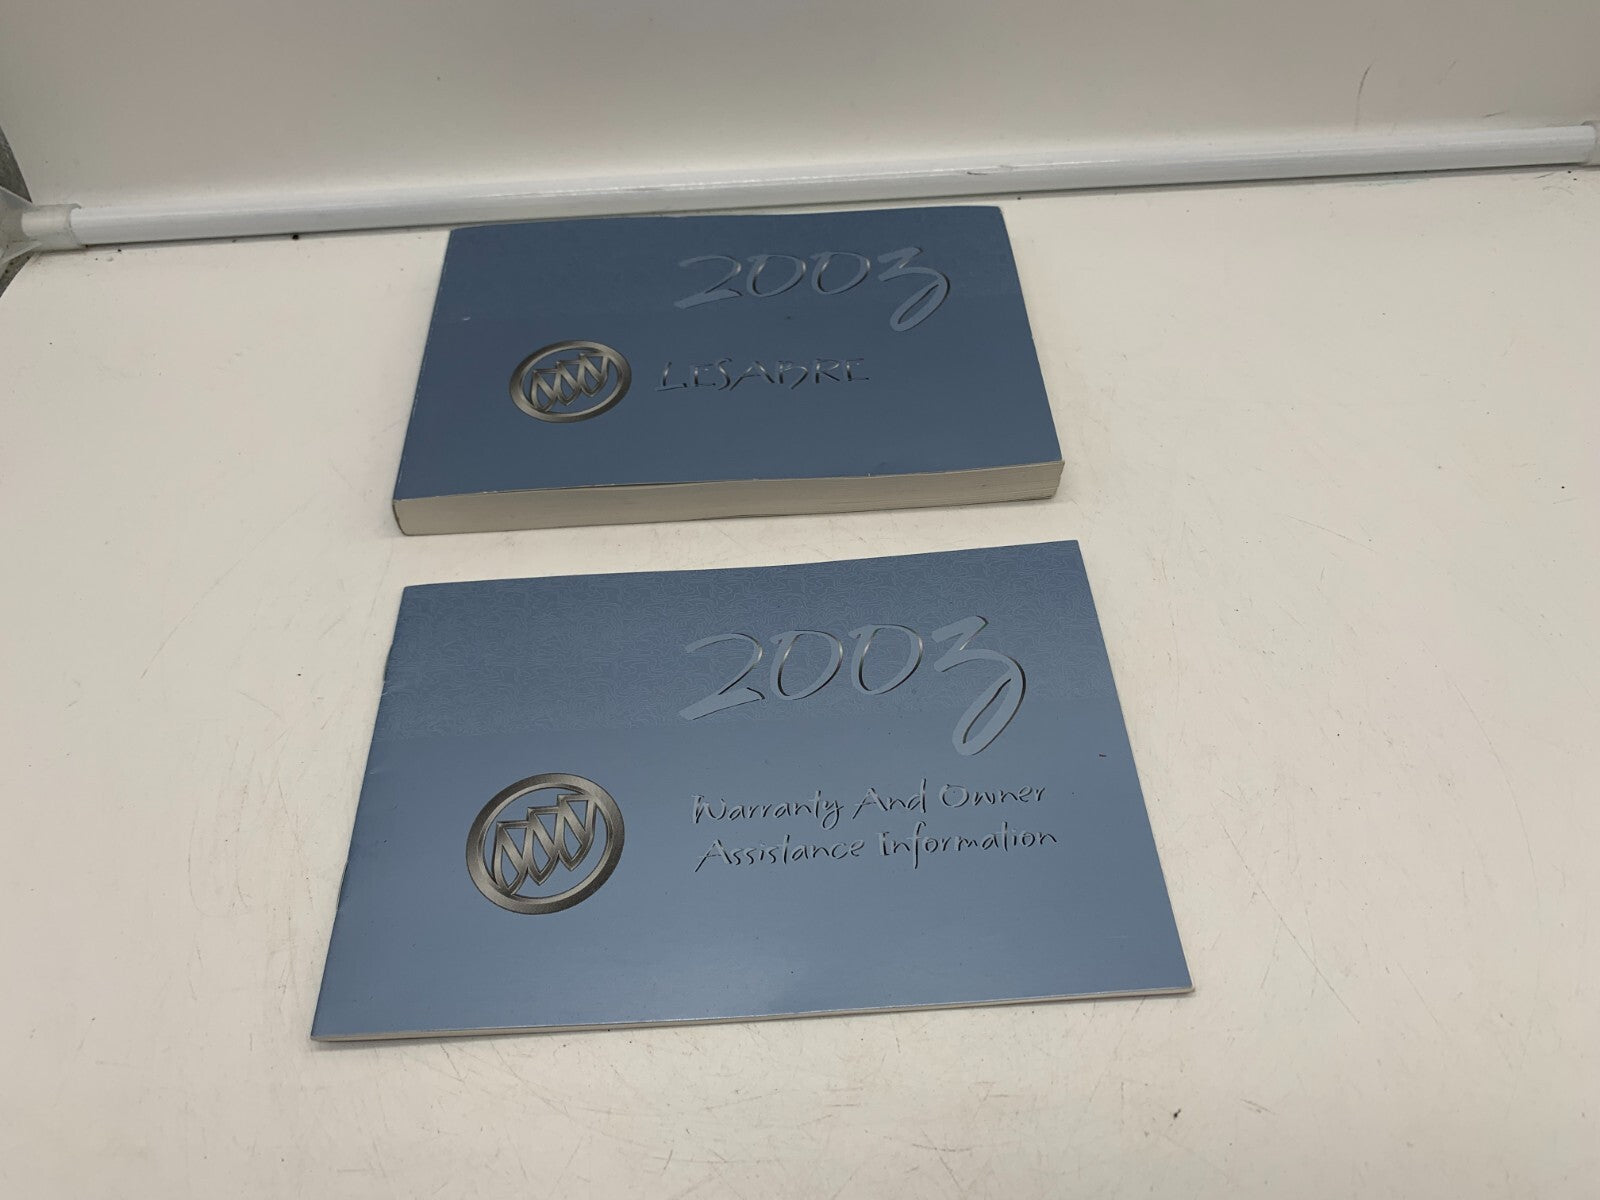 2003
LESABRE
2003
Warranty And Owner
Assistance Information